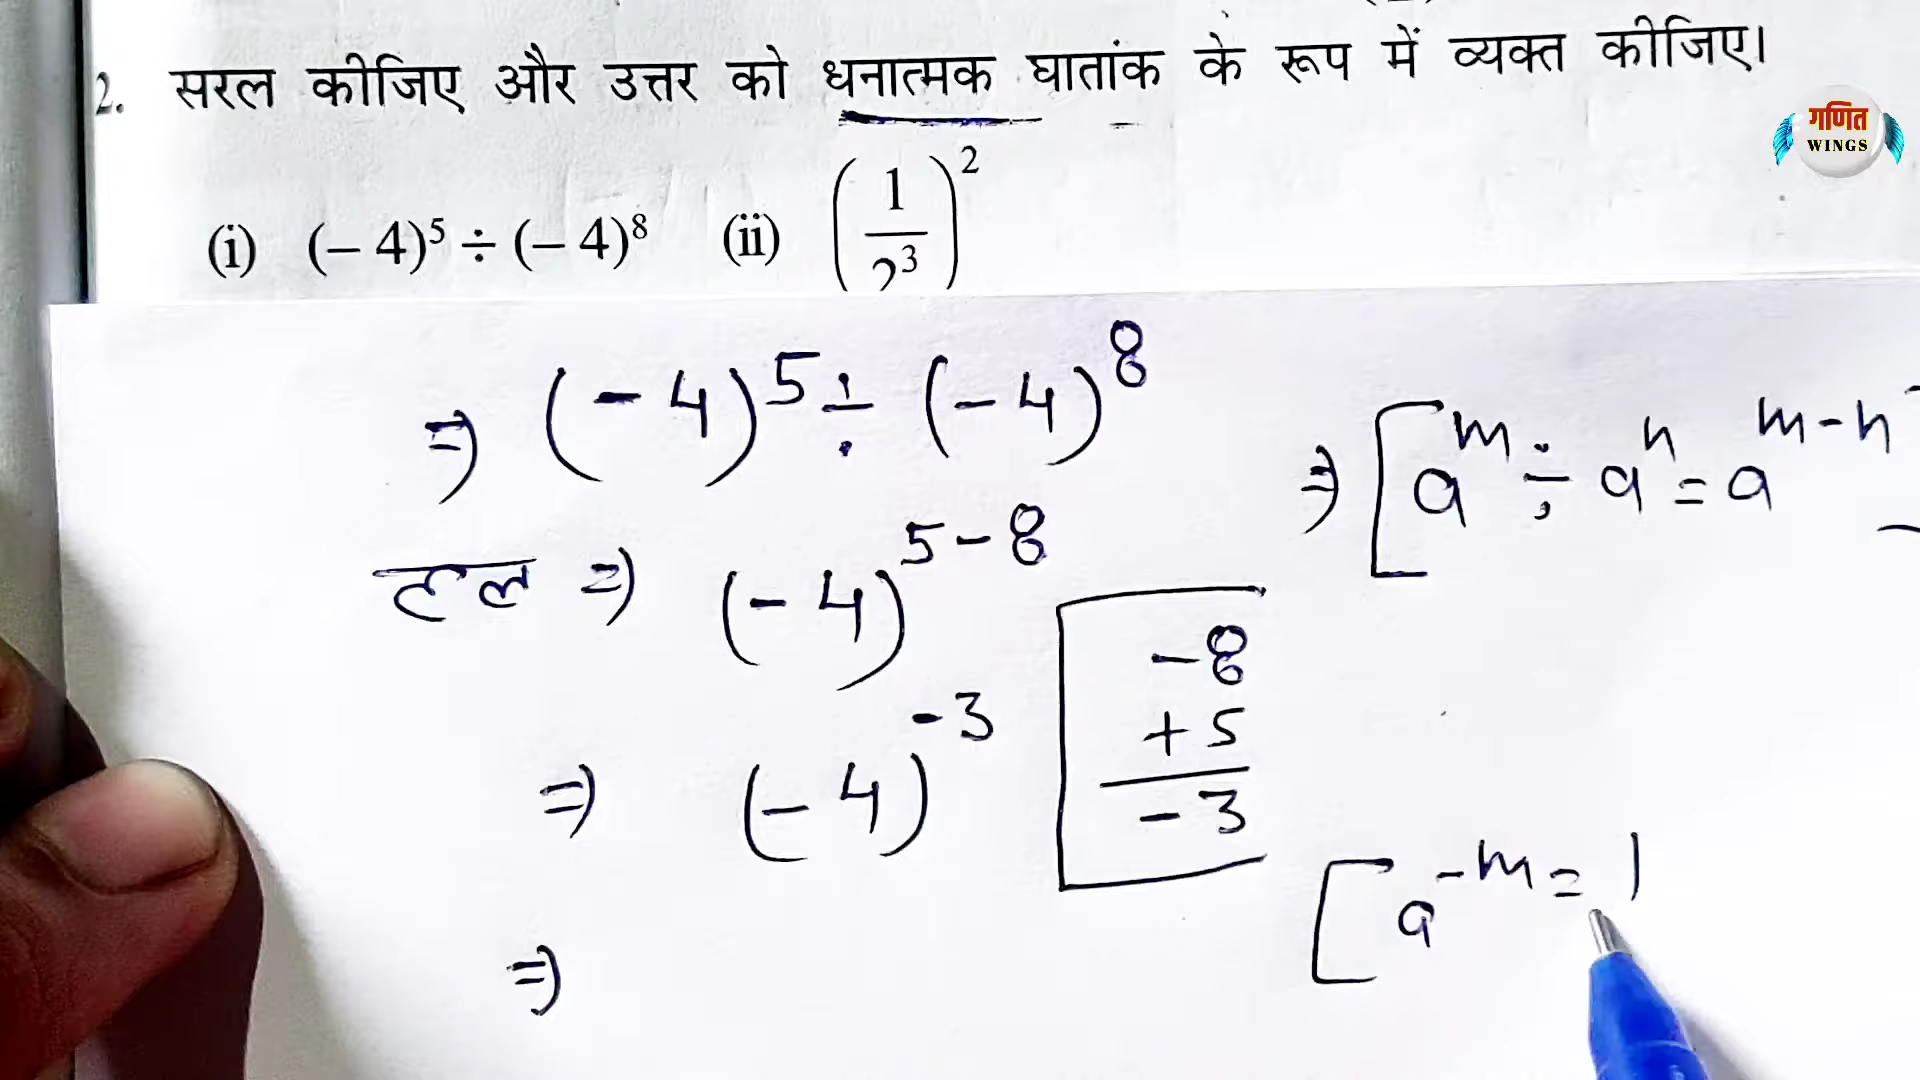 2. सरल कीजिए और उत्तर को धनात्मक घातांक के रूप में व्यक्त कीजिए।
गणित
WINGS
(i) (– 4)⁵ ÷ (– 4)⁸ (ii) (1/2³)²
⇒ (-4)⁵ ÷ (-4)⁸
⇒ [aᵐ ÷ aⁿ = aᵐ⁻ⁿ]
हल ⇒ (-4)⁵⁻⁸
-8
+5
-3
⇒ (-4)⁻³
[a⁻ᵐ = 1
⇒